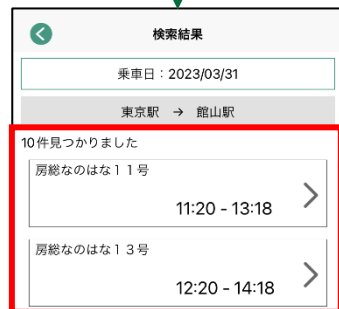 検索結果
乗車日：2023/03/31
東京駅 → 館山駅
10件見つかりました
房総なのはな１１号
11:20 - 13:18
房総なのはな１３号
12:20 - 14:18